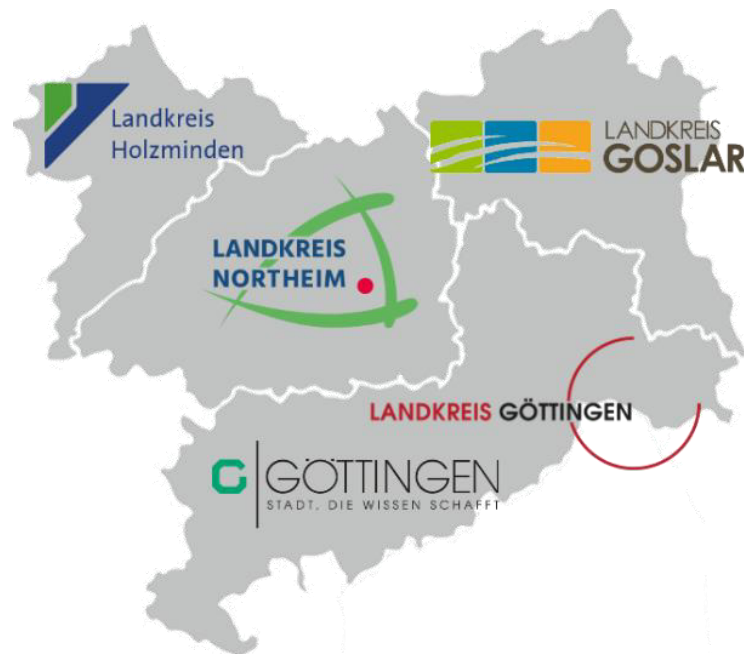 Landkreis
Holzminden
LANDKREIS
GOSLAR
LANDKREIS
NORTHEIM
LANDKREIS GÖTTINGEN
G GÖTTINGEN
STADT, DIE WISSEN SCHAFFT